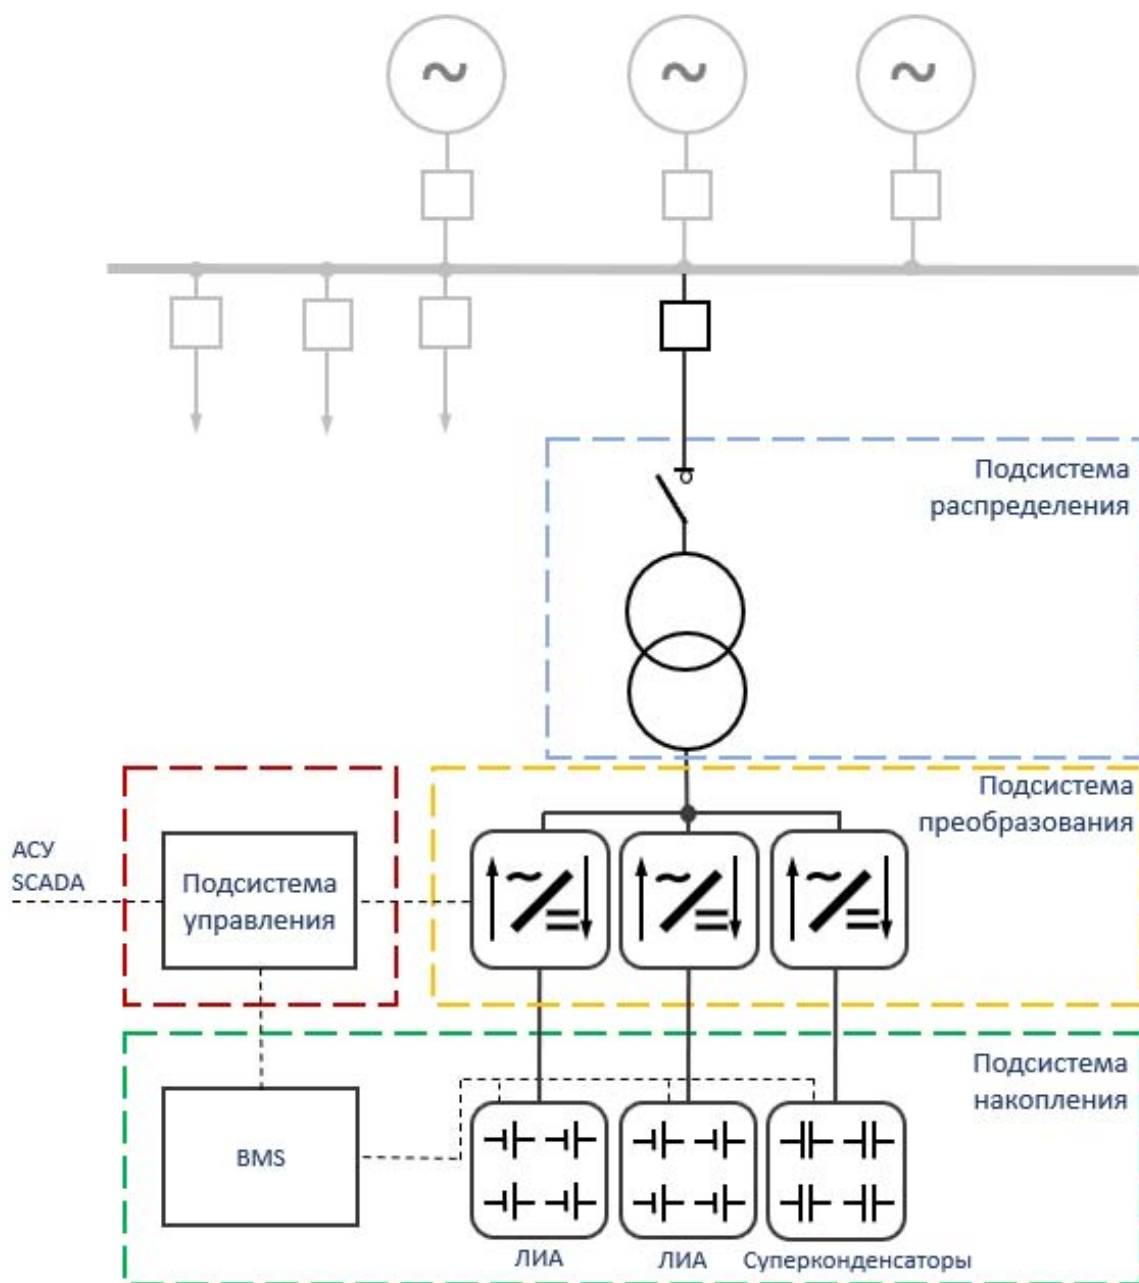 Подсистема
распределения
Подсистема
преобразования
АСУ
SCADA
Подсистема
управления
Подсистема
накопления
BMS
ЛИА
ЛИА
Суперконденсаторы